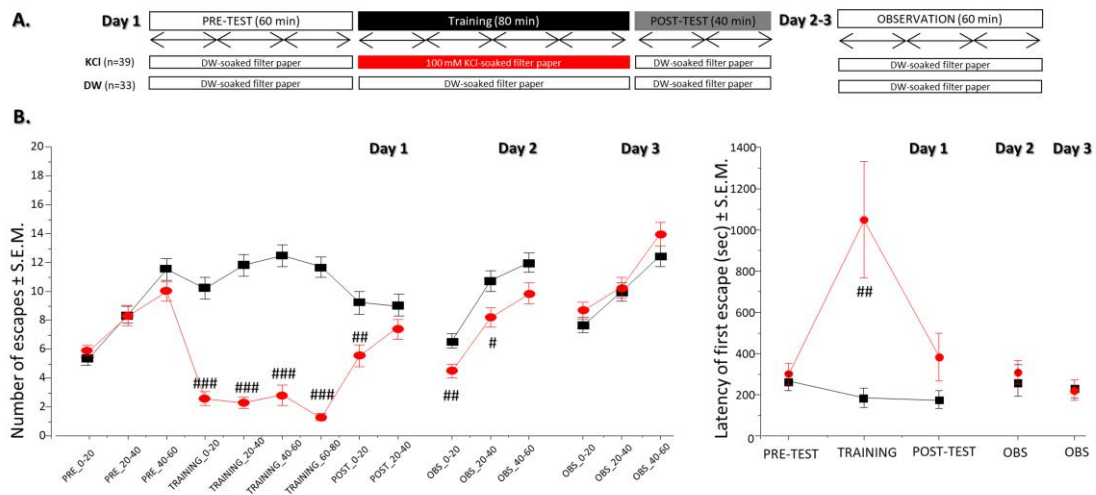 A.
Day 1
PRE-TEST (60 min)
Training (80 min)
POST-TEST (40 min)
Day 2-3
OBSERVATION (60 min)
KCl (n=39)
DW-soaked filter paper
100 mM KCl-soaked filter paper
DW-soaked filter paper
DW-soaked filter paper
DW (n=33)
DW-soaked filter paper
DW-soaked filter paper
DW-soaked filter paper
DW-soaked filter paper
B.
Number of escapes ± S.E.M.
20
18
16
14
12
10
8
6
4
2
0
Day 1
Day 2
Day 3
###
###
###
###
##
##
#
PRE_0-20
PRE_20-40
PRE_40-60
TRAINING_0-20
TRAINING_20-40
TRAINING_40-60
TRAINING_60-80
POST_0-20
POST_20-40
OBS_0-20
OBS_20-40
OBS_40-60
OBS_0-20
OBS_20-40
OBS_40-60
Latency of first escape (sec) ± S.E.M.
1400
1200
1000
800
600
400
200
0
Day 1
Day 2
Day 3
##
PRE-TEST
TRAINING
POST-TEST
OBS
OBS